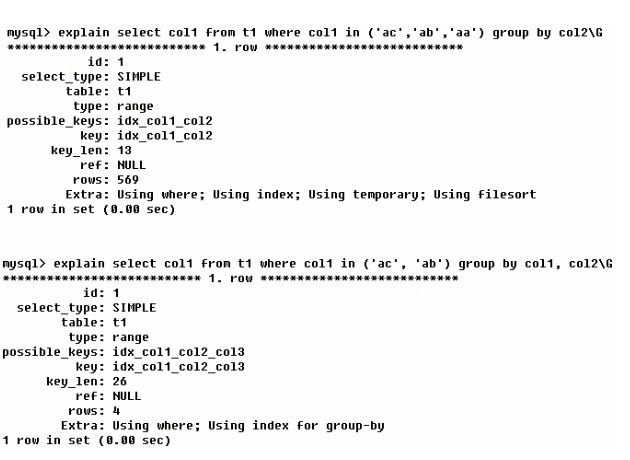 mysql> explain select col1 from t1 where col1 in ('ac','ab','aa') group by col2\G
*************************** 1. row ***************************
id: 1
select_type: SIMPLE
table: t1
type: range
possible_keys: idx_col1_col2
key: idx_col1_col2
key_len: 13
ref: NULL
rows: 569
Extra: Using where; Using index; Using temporary; Using filesort
1 row in set (0.00 sec)
mysql> explain select col1 from t1 where col1 in ('ac', 'ab') group by col1, col2\G
*************************** 1. row ***************************
id: 1
select_type: SIMPLE
table: t1
type: range
possible_keys: idx_col1_col2_col3
key: idx_col1_col2_col3
key_len: 26
ref: NULL
rows: 4
Extra: Using where; Using index for group-by
1 row in set (0.00 sec)